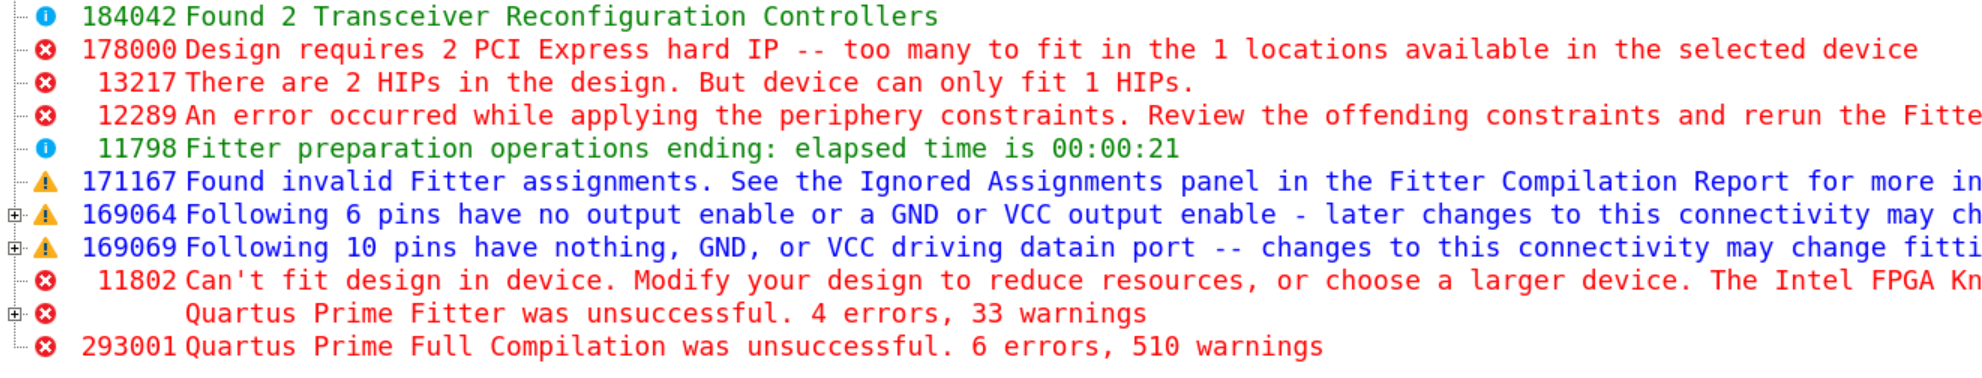 184042 Found 2 Transceiver Reconfiguration Controllers
178000 Design requires 2 PCI Express hard IP -- too many to fit in the 1 locations available in the selected device
13217 There are 2 HIPs in the design. But device can only fit 1 HIPs.
12289 An error occurred while applying the periphery constraints. Review the offending constraints and rerun the Fitte
11798 Fitter preparation operations ending: elapsed time is 00:00:21
171167 Found invalid Fitter assignments. See the Ignored Assignments panel in the Fitter Compilation Report for more in
169064 Following 6 pins have no output enable or a GND or VCC output enable - later changes to this connectivity may ch
169069 Following 10 pins have nothing, GND, or VCC driving datain port -- changes to this connectivity may change fitti
11802 Can't fit design in device. Modify your design to reduce resources, or choose a larger device. The Intel FPGA Kn
Quartus Prime Fitter was unsuccessful. 4 errors, 33 warnings
293001 Quartus Prime Full Compilation was unsuccessful. 6 errors, 510 warnings